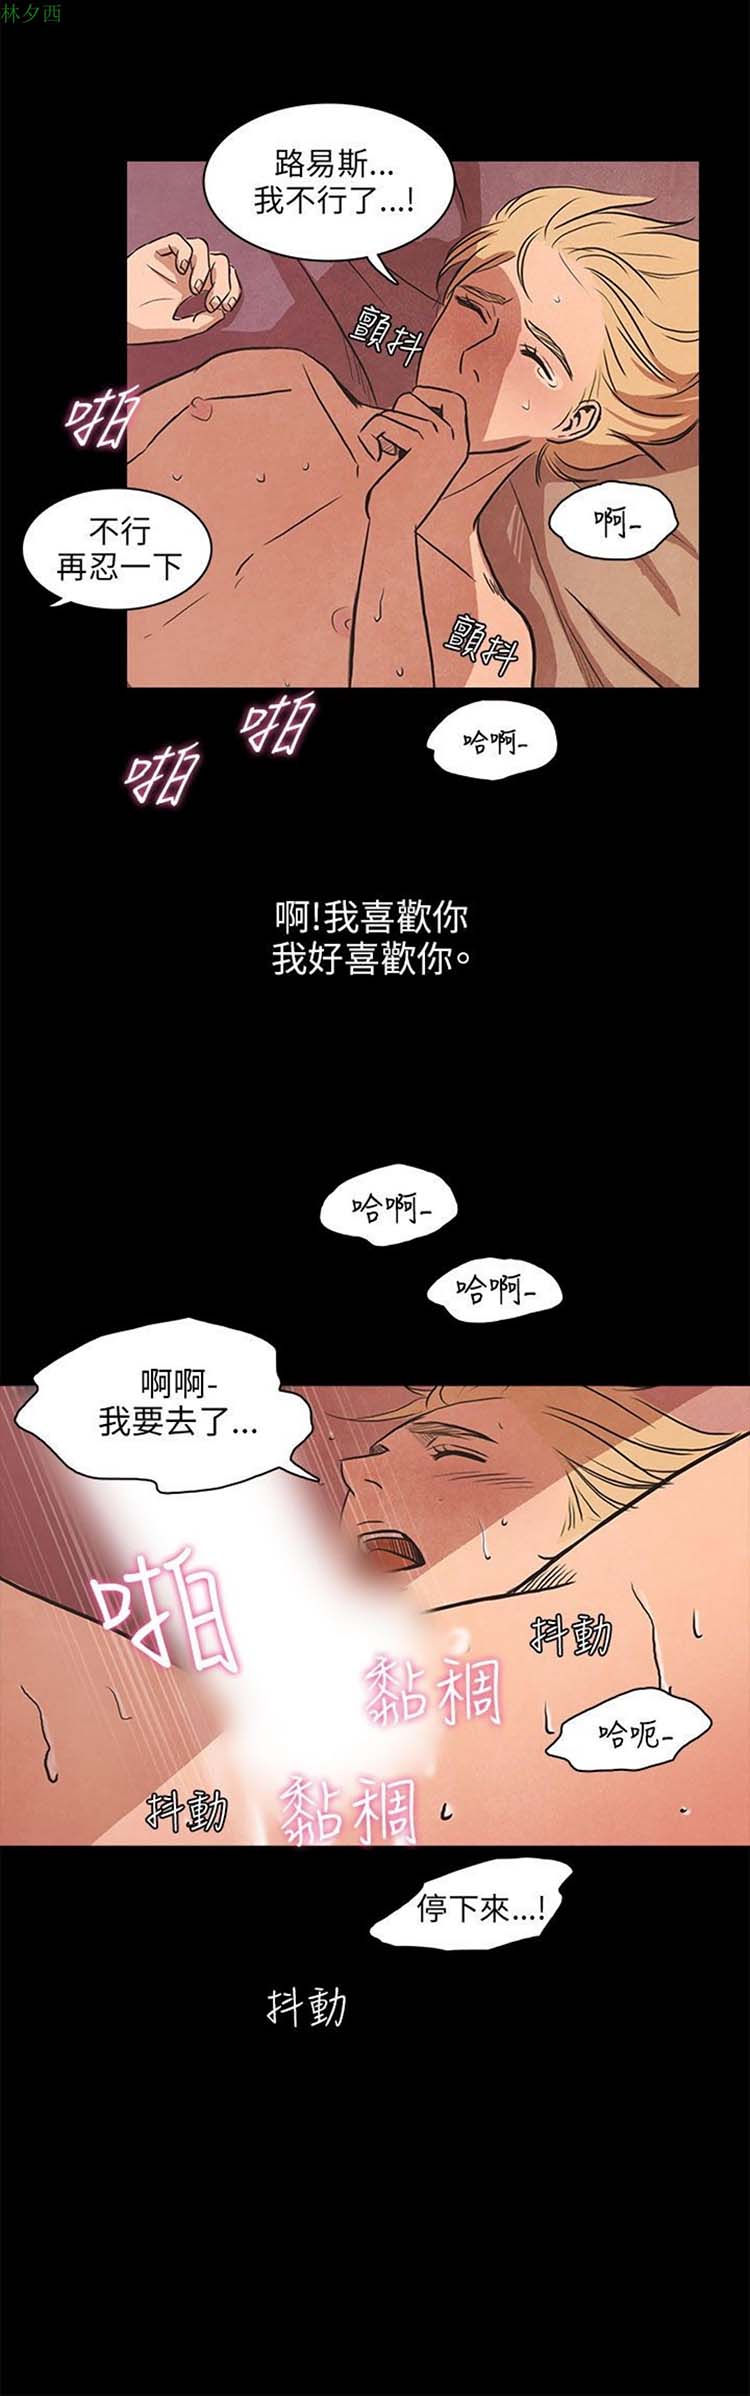 林夕西
路易斯...
我不行了...!
顫抖
啪
不行
再忍一下
啊-
顫抖
啪
哈啊-
啪
啊!我喜歡你
我好喜歡你。
哈啊-
哈啊-
啊啊-
我要去了...
啪
抖動
黏稠
哈呃-
黏稠
抖動
停下來...!
抖動